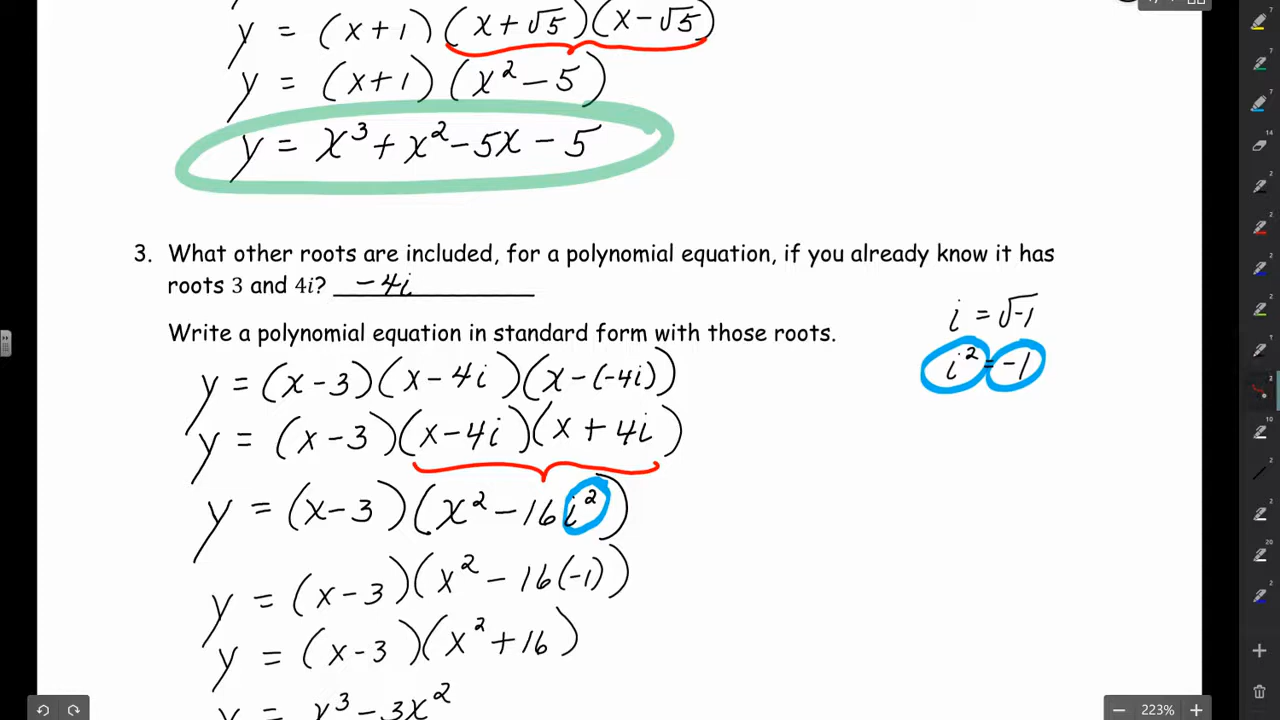 y = (x+1)(x+√5)(x-√5)
y = (x+1)(x²-5)
y = x³+x²-5x-5
3. What other roots are included, for a polynomial equation, if you already know it has
roots 3 and 4i? -4i
i = √-1
Write a polynomial equation in standard form with those roots.
i² = -1
y = (x-3)(x-4i)(x-(-4i))
y = (x-3)(x-4i)(x+4i)
y = (x-3)(x²-16i²)
y = (x-3)(x²-16(-1))
y = (x-3)(x²+16)
y = x³-3x²
223%